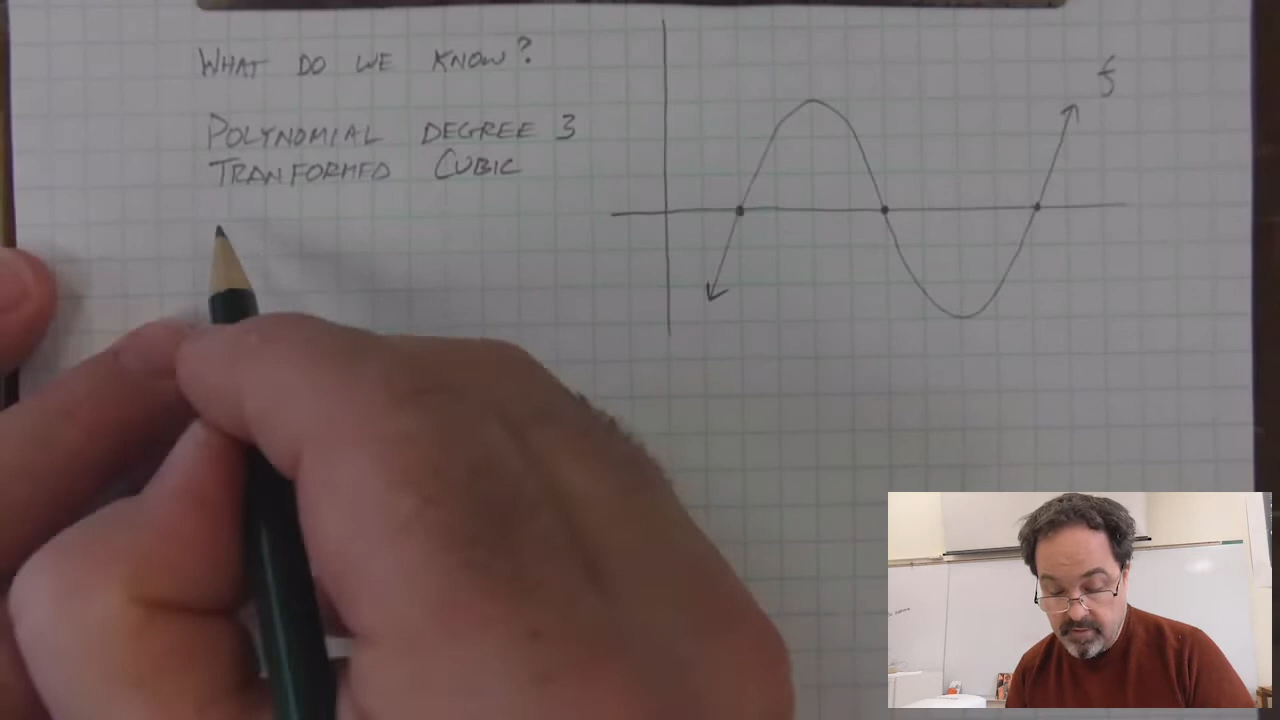 WHAT DO WE KNOW?
POLYNOMIAL DEGREE 3
TRANFORMED CUBIC
f